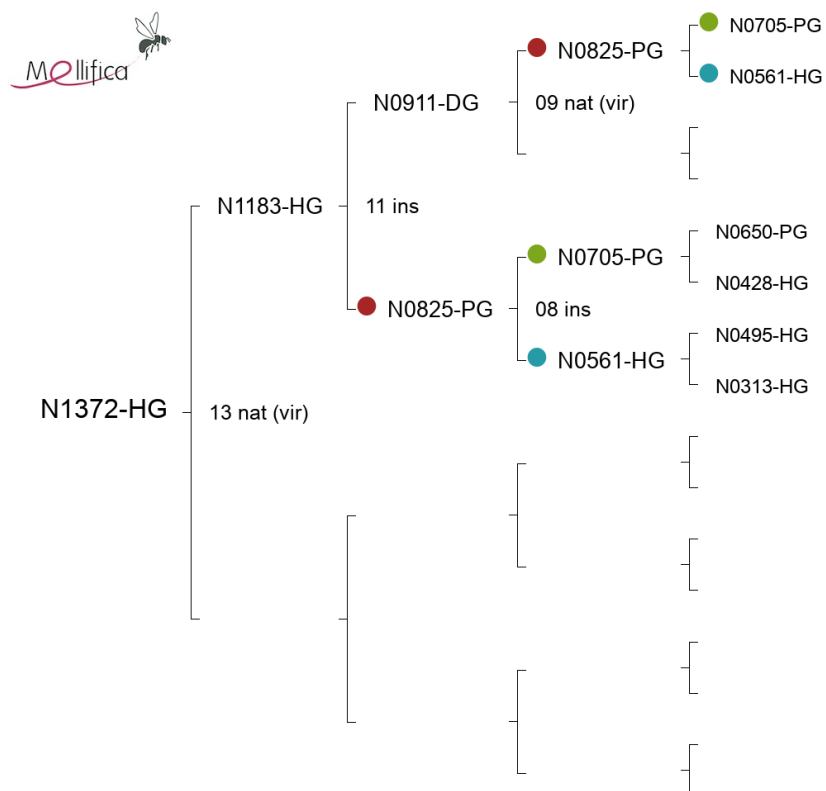 Mellifica
N0705-PG
N0825-PG
N0561-HG
N0911-DG
09 nat (vir)
N1183-HG
11 ins
N0650-PG
N0705-PG
N0428-HG
N0825-PG
08 ins
N0495-HG
N0561-HG
N0313-HG
N1372-HG
13 nat (vir)